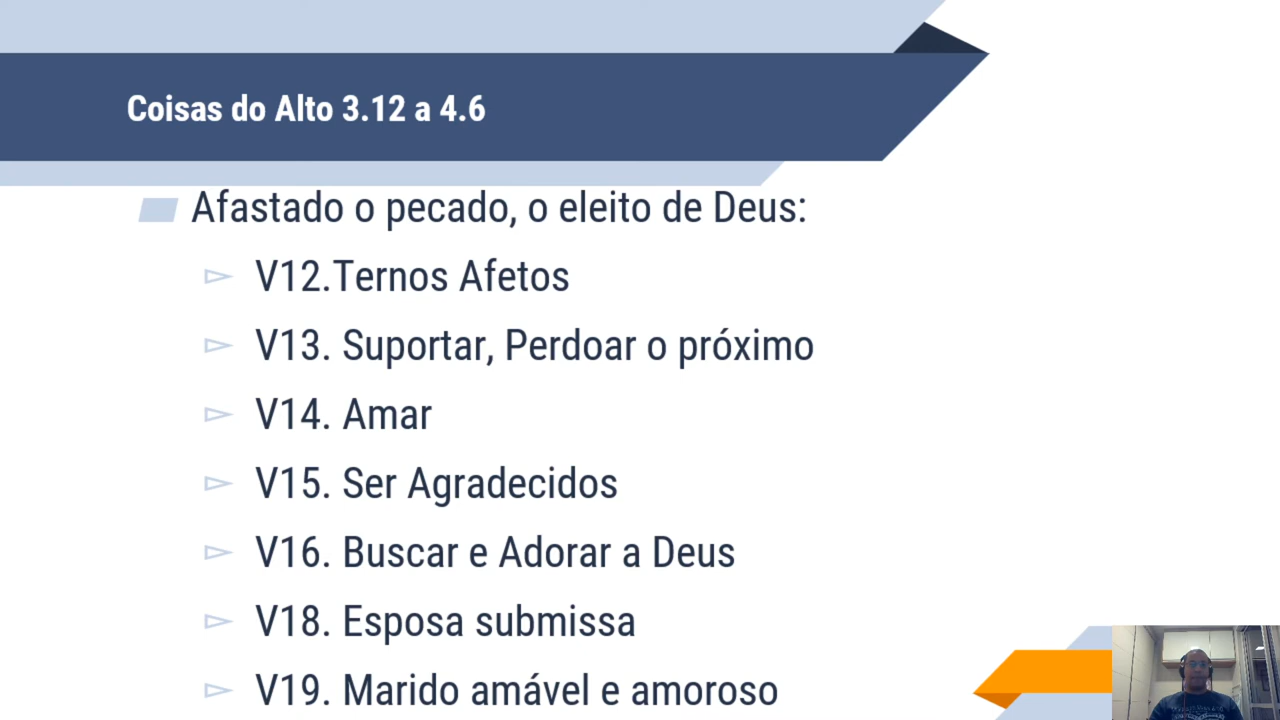 Coisas do Alto 3.12 a 4.6
Afastado o pecado, o eleito de Deus:
V12.Ternos Afetos
V13. Suportar, Perdoar o próximo
V14. Amar
V15. Ser Agradecidos
V16. Buscar e Adorar a Deus
V18. Esposa submissa
V19. Marido amável e amoroso